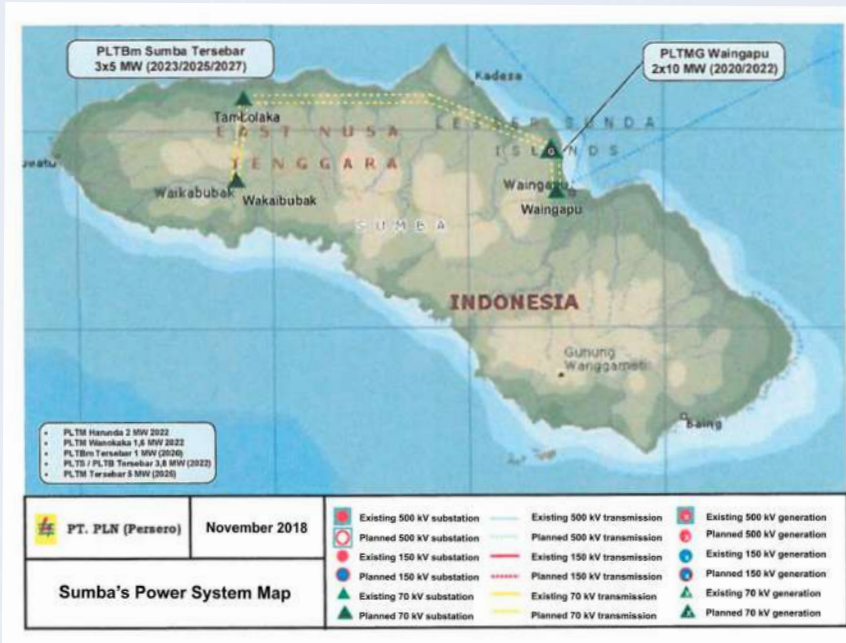 PLTBm Sumba Tersebar
3x5 MW (2023/2025/2027)
PLTMG Waingapu
2x10 MW (2020/2022)
Kadeza
Tambolaka
EAST NUSA
TENGGARA
LESSER SUNDA
ISLANDS
G
Waikabubak
Wakaibubak
Waingapu
Waingapu
SUMBA
INDONESIA
Gunung
Wanggameti
Baing
• PLTM Harunda 2 MW 2022
• PLTM Wanokaka 1,6 MW 2022
• PLTBm Tersebar 1 MW (2020)
• PLTS / PLTB Tersebar 3,8 MW (2022)
• PLTM Tersebar 5 MW (2025)
PT. PLN (Persero)
November 2018
Sumba's Power System Map
Existing 500 kV substation
Planned 500 kV substation
Existing 150 kV substation
Planned 150 kV substation
Existing 70 kV substation
Planned 70 kV substation
Existing 500 kV transmission
Planned 500 kV transmission
Existing 150 kV transmission
Planned 150 kV transmission
Existing 70 kV transmission
Planned 70 kV transmission
Existing 500 kV generation
Planned 500 kV generation
Existing 150 kV generation
Planned 150 kV generation
Existing 70 kV generation
Planned 70 kV generation